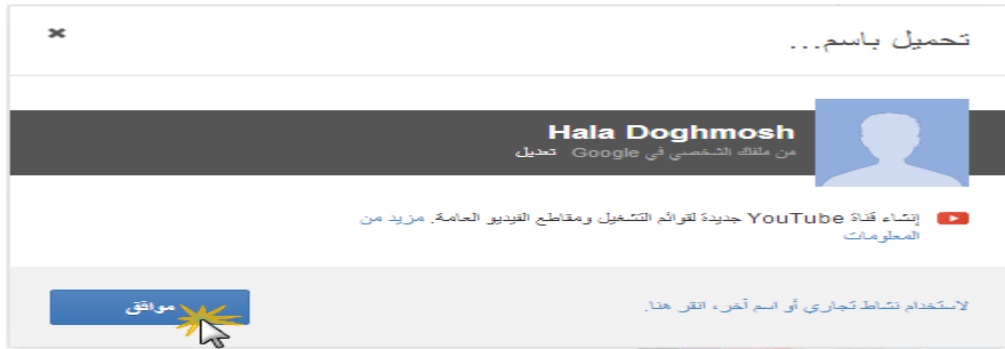 تحميل باسم...
Hala Doghmosh
من ملفك الشخصي في Google تعديل
إنشاء قناة YouTube جديدة لقوائم التشغيل ومقاطع الفيديو العامة. مزيد من
المعلومات
لاستخدام نشاط تجاري أو اسم آخر، انقر هنا.
موافق